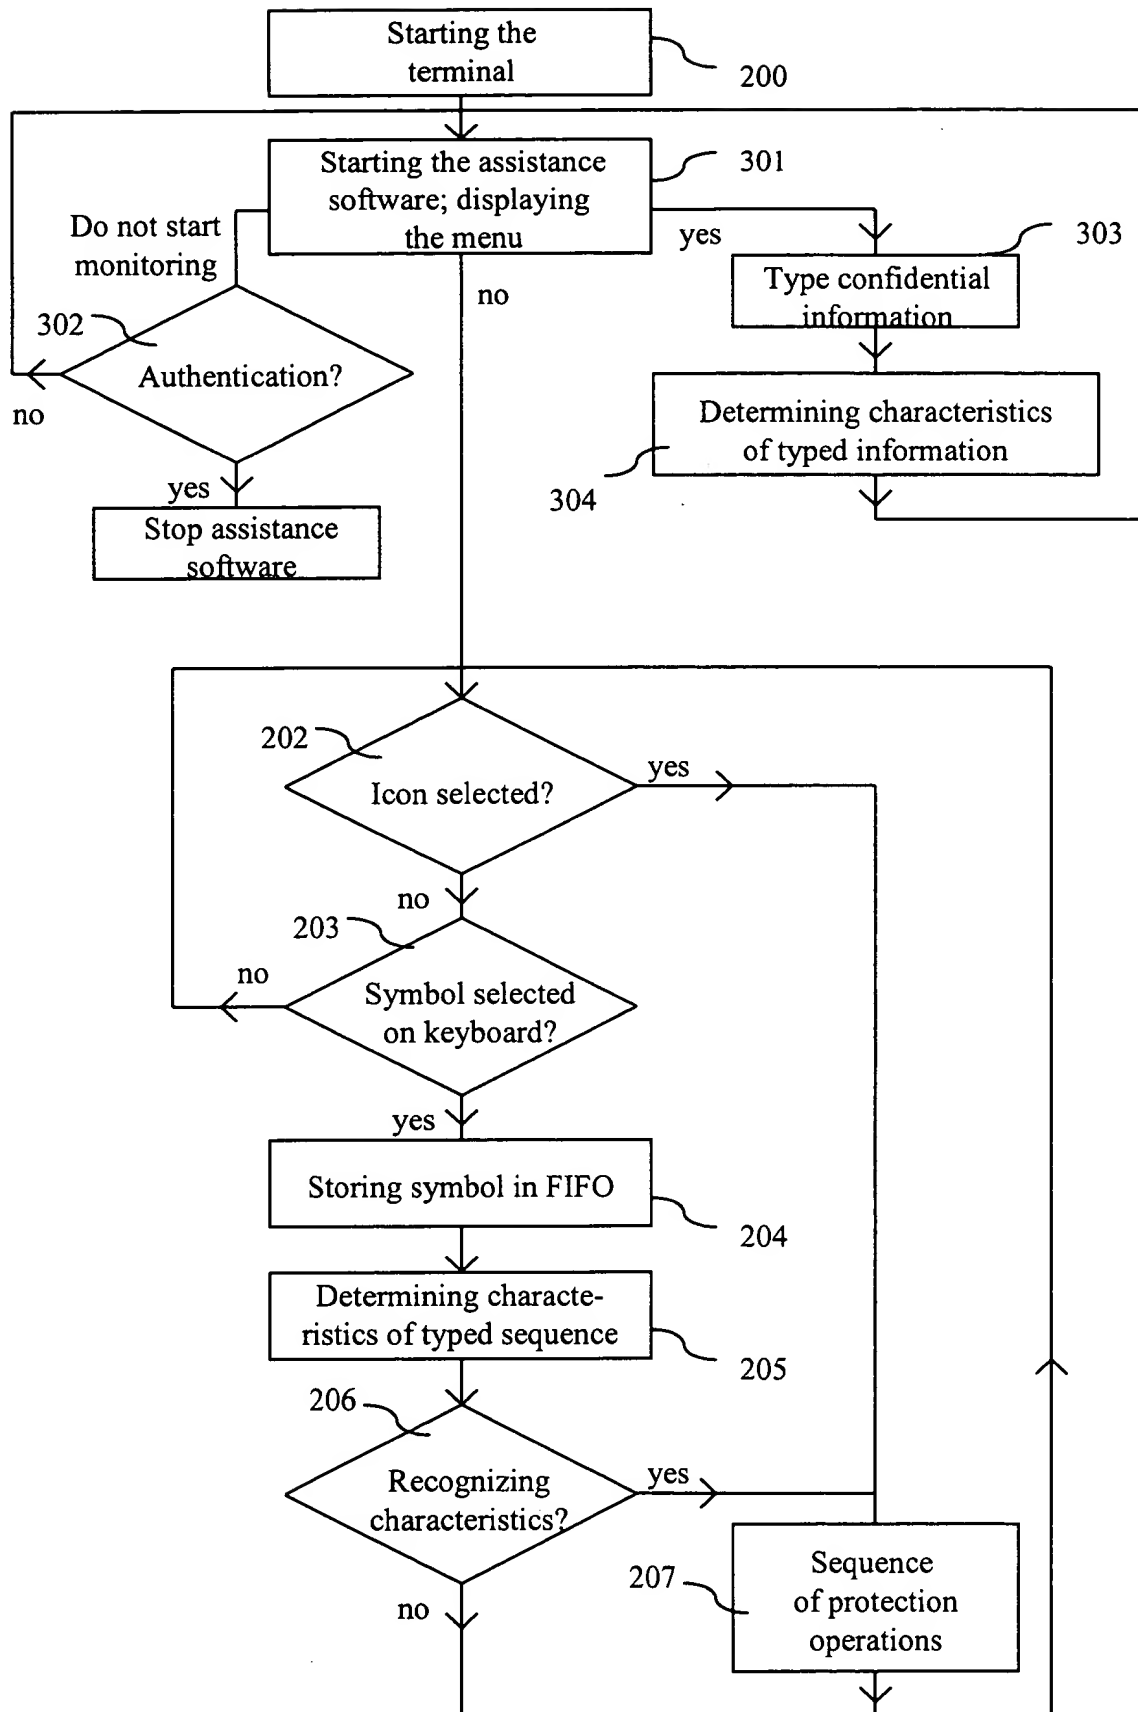 Starting the
terminal
200
Starting the assistance
software; displaying
the menu
301
Do not start
monitoring
yes
303
Type confidential
information
no
302
Authentication?
no
Determining characteristics
of typed information
304
yes
Stop assistance
software
202
Icon selected?
yes
no
203
no
Symbol selected
on keyboard?
yes
Storing symbol in FIFO
204
Determining characte-
ristics of typed sequence
205
206
Recognizing
characteristics?
yes
207
Sequence
of protection
operations
no